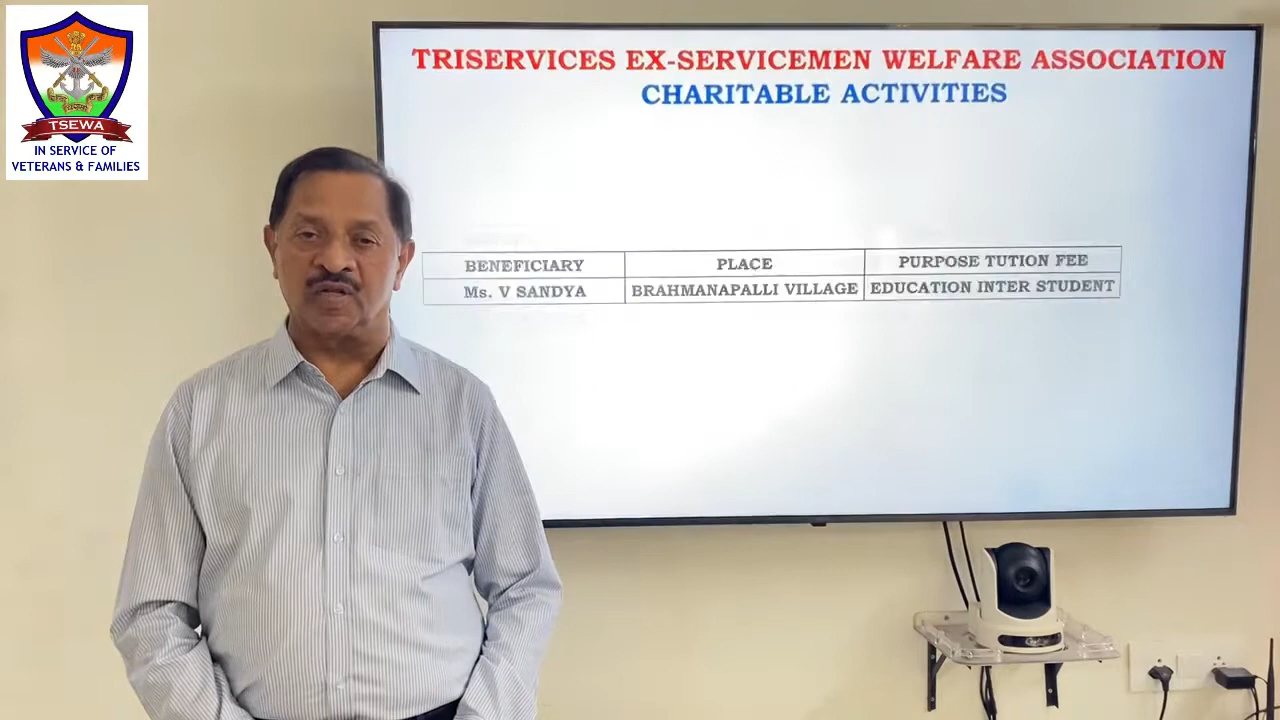 TSEWA
IN SERVICE OF
VETERANS & FAMILIES
TRISERVICES EX-SERVICEMEN WELFARE ASSOCIATION
CHARITABLE ACTIVITIES
BENEFICIARY PLACE PURPOSE TUTION FEE
Ms. V SANDYA BRAHMANAPALLI VILLAGE EDUCATION INTER STUDENT